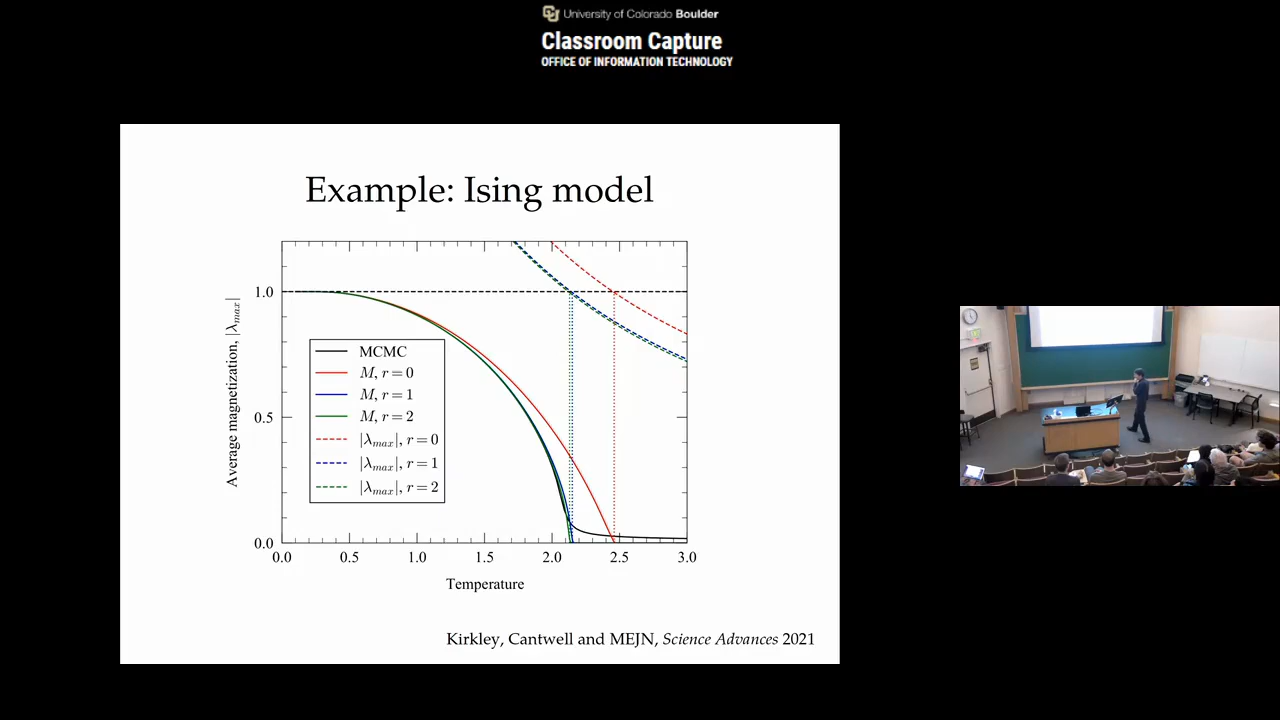 University of Colorado Boulder
Classroom Capture
OFFICE OF INFORMATION TECHNOLOGY
Example: Ising model
Average magnetization, |λmax|
1.0
0.5
0.0
MCMC
M, r = 0
M, r = 1
M, r = 2
|λmax|, r = 0
|λmax|, r = 1
|λmax|, r = 2
0.0 0.5 1.0 1.5 2.0 2.5 3.0
Temperature
Kirkley, Cantwell and MEJN, Science Advances 2021